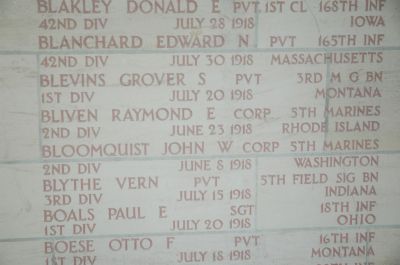 BLAKLEY DONALD E PVT 1ST CL 168TH INF
42ND DIV JULY 28 1918 IOWA
BLANCHARD EDWARD N PVT 165TH INF
42ND DIV JULY 30 1918 MASSACHUSETTS
BLEVINS GROVER S PVT 3RD M G BN
1ST DIV JULY 20 1918 MONTANA
BLIVEN RAYMOND E CORP 5TH MARINES
2ND DIV JUNE 23 1918 RHODE ISLAND
BLOOMQUIST JOHN W CORP 5TH MARINES
2ND DIV JUNE 8 1918 WASHINGTON
BLYTHE VERN PVT 5TH FIELD SIG BN
3RD DIV JULY 15 1918 INDIANA
BOALS PAUL E SGT 18TH INF
1ST DIV JULY 20 1918 OHIO
BOESE OTTO F PVT 16TH INF
1ST DIV JULY 18 1918 MONTANA